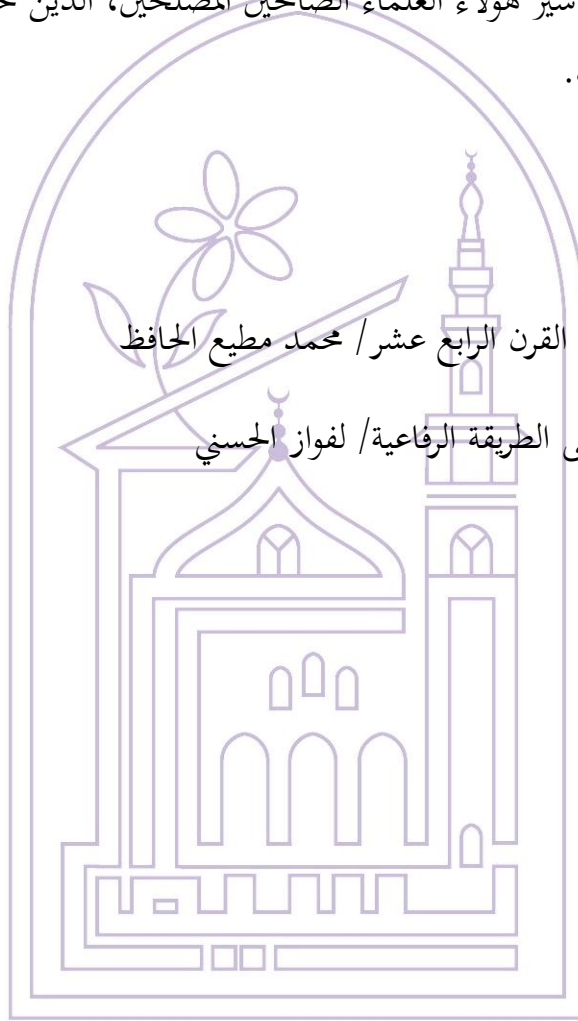 سير هؤلاء العلماء الصالحين المصلحين، الذين
.
القرن الرابع عشر/ محمد مطيع الحافظ
الطريقة الرفاعية/ لفواز الحسني